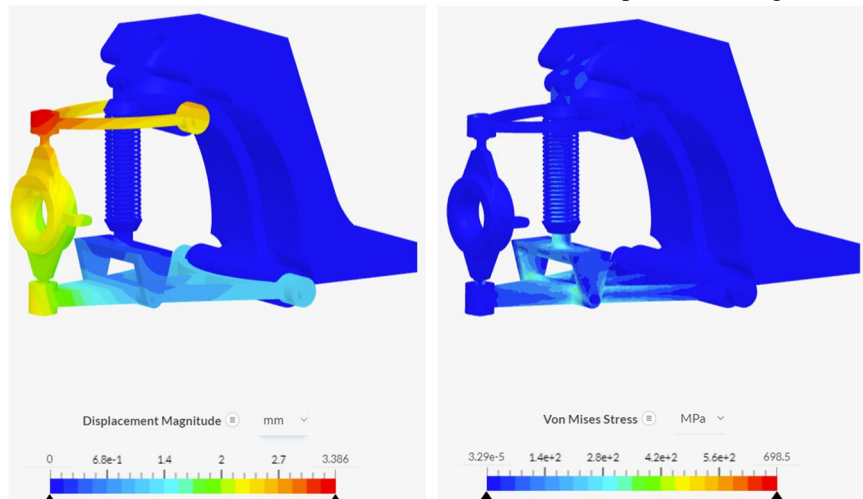 Displacement Magnitude mm
0 6.8e-1 1.4 2 2.7 3.386
Von Mises Stress MPa
3.29e-5 1.4e+2 2.8e+2 4.2e+2 5.6e+2 698.5